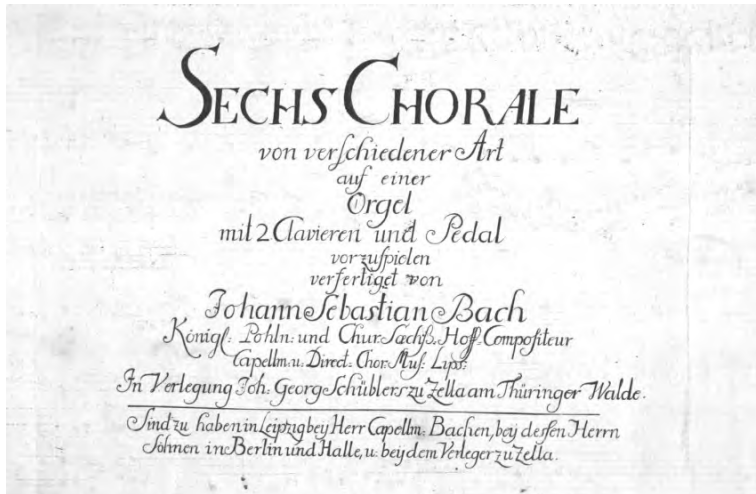 SECHS CHORALE
von verschiedener Art
auf einer
Orgel
mit 2 Clavieren und Pedal
vorzuspielen
verfertiget von
Johann Sebastian Bach
Königl: Pohln: und Chur-Sæchß. Hoff-Compositeur
Capellm: u: Direct: Chor: Mus: Lips:
In Verlegung Joh: Georg Schüblers zu Zella am Thüringer Walde.
Sind zu haben in Leipzig bey Herr Capellm: Bachen, bey dessen Herrn
Söhnen in Berlin und Halle, u: bey dem Verleger zu Zella.